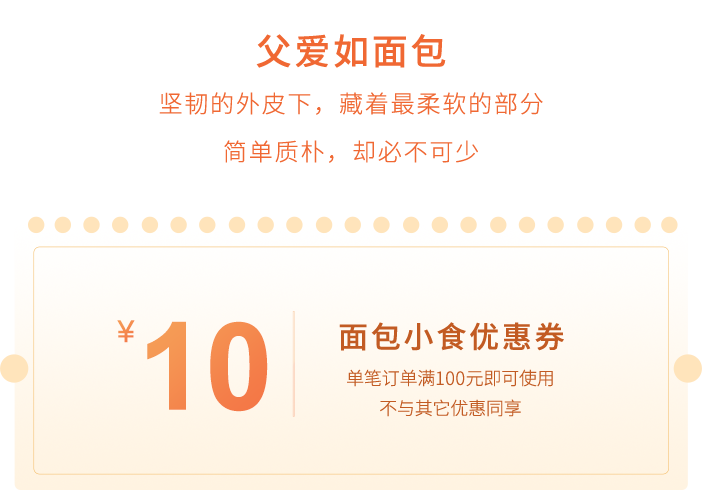 父爱如面包
坚韧的外皮下，藏着最柔软的部分
简单质朴，却必不可少
¥10
面包小食优惠券
单笔订单满100元即可使用
不与其它优惠同享